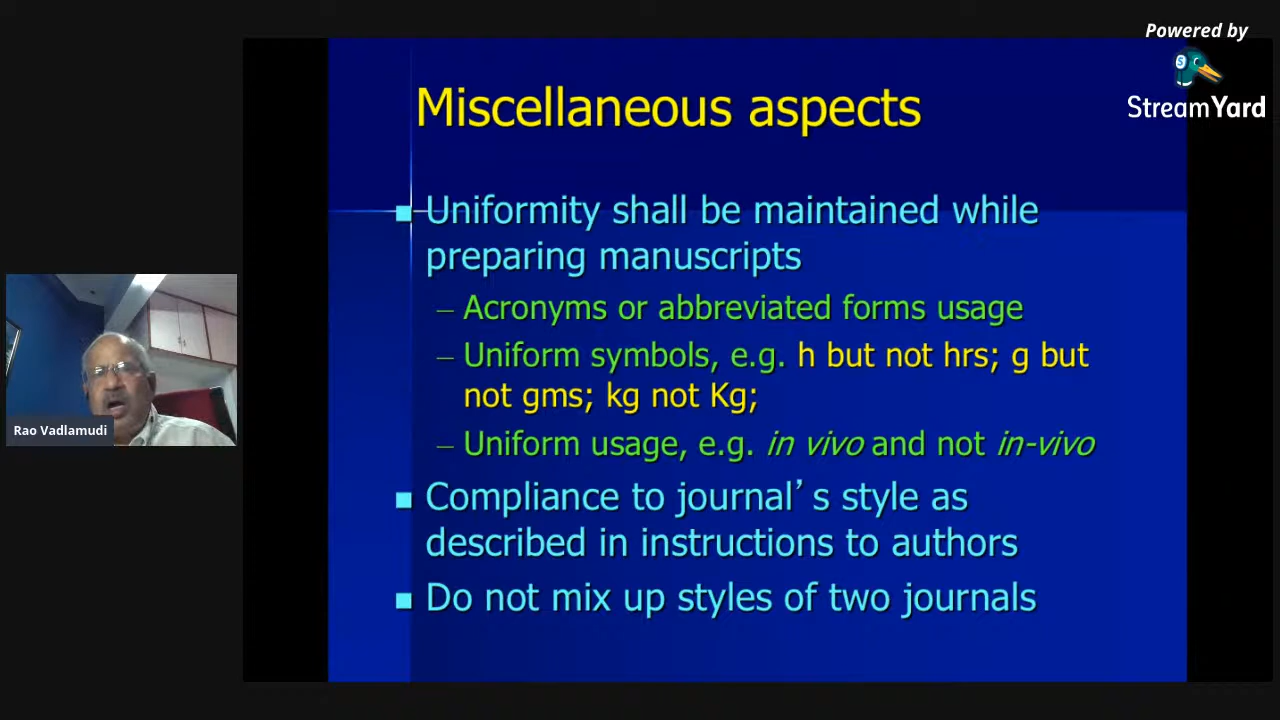 Powered by
StreamYard
Miscellaneous aspects
■ Uniformity shall be maintained while
preparing manuscripts
– Acronyms or abbreviated forms usage
– Uniform symbols, e.g. h but not hrs; g but
not gms; kg not Kg;
– Uniform usage, e.g. in vivo and not in-vivo
■ Compliance to journal’s style as
described in instructions to authors
■ Do not mix up styles of two journals
Rao Vadlamudi